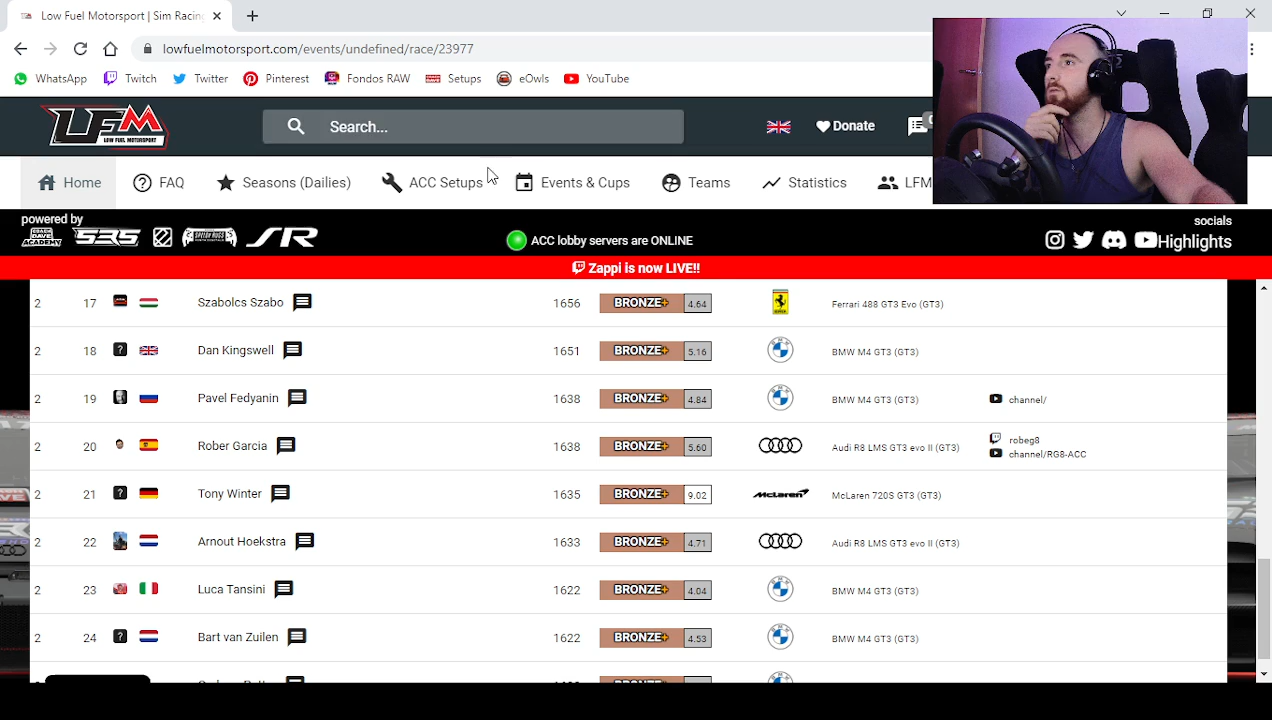 Low Fuel Motorsport | Sim Racing
lowfuelmotorsport.com/events/undefined/race/23977
WhatsApp Twitch Twitter Pinterest Fondos RAW Setups eOwls YouTube
LFM
LOW FUEL MOTORSPORT
Search...
Donate
Home FAQ Seasons (Dailies) ACC Setups Events & Cups Teams Statistics LFM
powered by
COACH DAVE ACADEMY
SR
ACC lobby servers are ONLINE
socials
Highlights
Zappi is now LIVE!!
2 17 Szabolcs Szabo 1656 BRONZE+ 4.64 Ferrari 488 GT3 Evo (GT3)
2 18 Dan Kingswell 1651 BRONZE+ 5.16 BMW M4 GT3 (GT3)
2 19 Pavel Fedyanin 1638 BRONZE+ 4.84 BMW M4 GT3 (GT3) channel/
2 20 Rober Garcia 1638 BRONZE+ 5.60 Audi R8 LMS GT3 evo II (GT3) robeg8
channel/RG8-ACC
2 21 Tony Winter 1635 BRONZE+ 9.02 McLaren McLaren 720S GT3 (GT3)
2 22 Arnout Hoekstra 1633 BRONZE+ 4.71 Audi R8 LMS GT3 evo II (GT3)
2 23 Luca Tansini 1622 BRONZE+ 4.04 BMW M4 GT3 (GT3)
2 24 Bart van Zuilen 1622 BRONZE+ 4.53 BMW M4 GT3 (GT3)